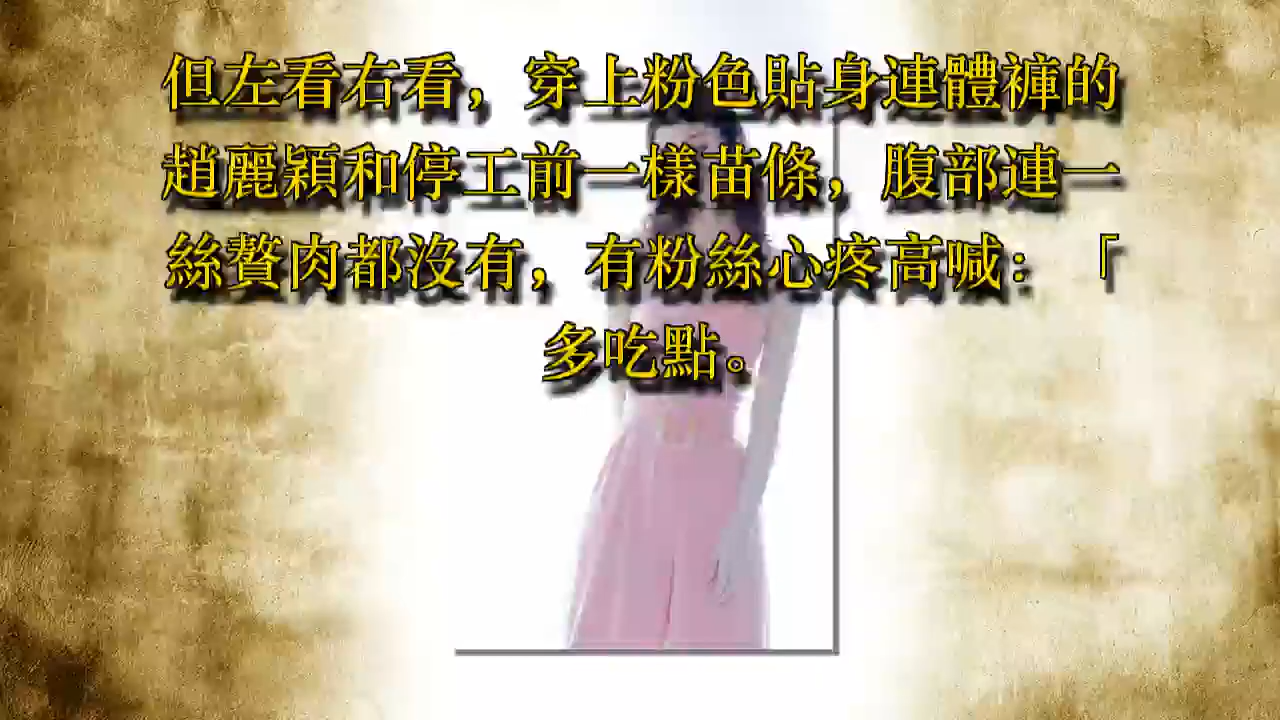 但左看右看，穿上粉色貼身連體褲的
趙麗穎和停工前一樣苗條，腹部連一
絲贅肉都沒有，有粉絲心疼高喊：「
多吃點。